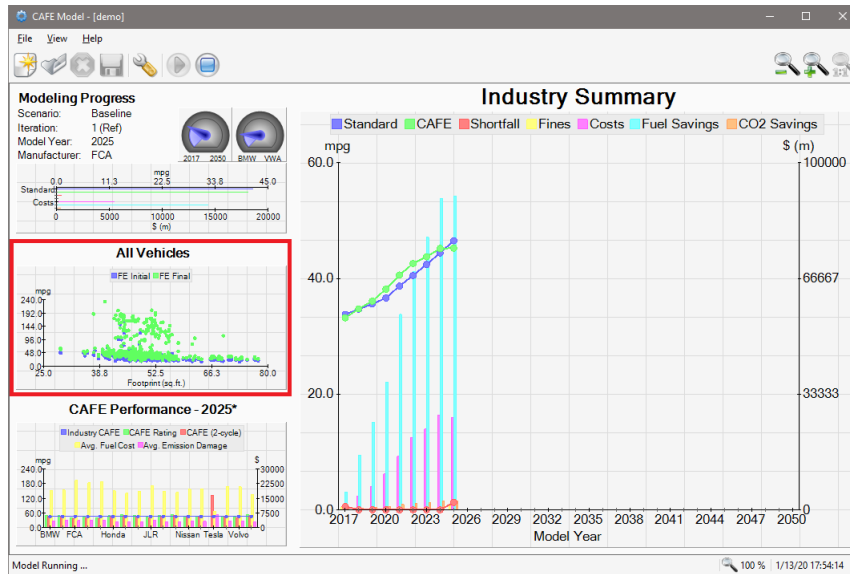 CAFE Model - [demo]
File View Help
Modeling Progress
Scenario: Baseline
Iteration: 1 (Ref)
Model Year: 2025
Manufacturer: FCA
2017 2050 BMW VWA
mpg
0.0 11.3 22.5 33.8 45.0
Standard
Costs
0 5000 10000 15000 20000
$ (m)
All Vehicles
FE Initial FE Final
mpg
240.0
192.0
144.0
96.0
48.0
0.0
25.0 38.8 52.5 66.3 80.0
Footprint (sq.ft.)
CAFE Performance - 2025*
Industry CAFE CAFE Rating CAFE (2-cycle)
Avg. Fuel Cost Avg. Emission Damage
mpg $
240.0 30000
180.0 22500
120.0 15000
60.0 7500
0.0 0
BMW FCA Honda JLR Nissan Tesla Volvo
Industry Summary
Standard CAFE Shortfall Fines Costs Fuel Savings CO2 Savings
mpg $ (m)
60.0 100000
40.0 66667
20.0 33333
0.0 0
2017 2020 2023 2026 2029 2032 2035 2038 2041 2044 2047 2050
Model Year
Model Running ... 100 % 1/13/20 17:54:14